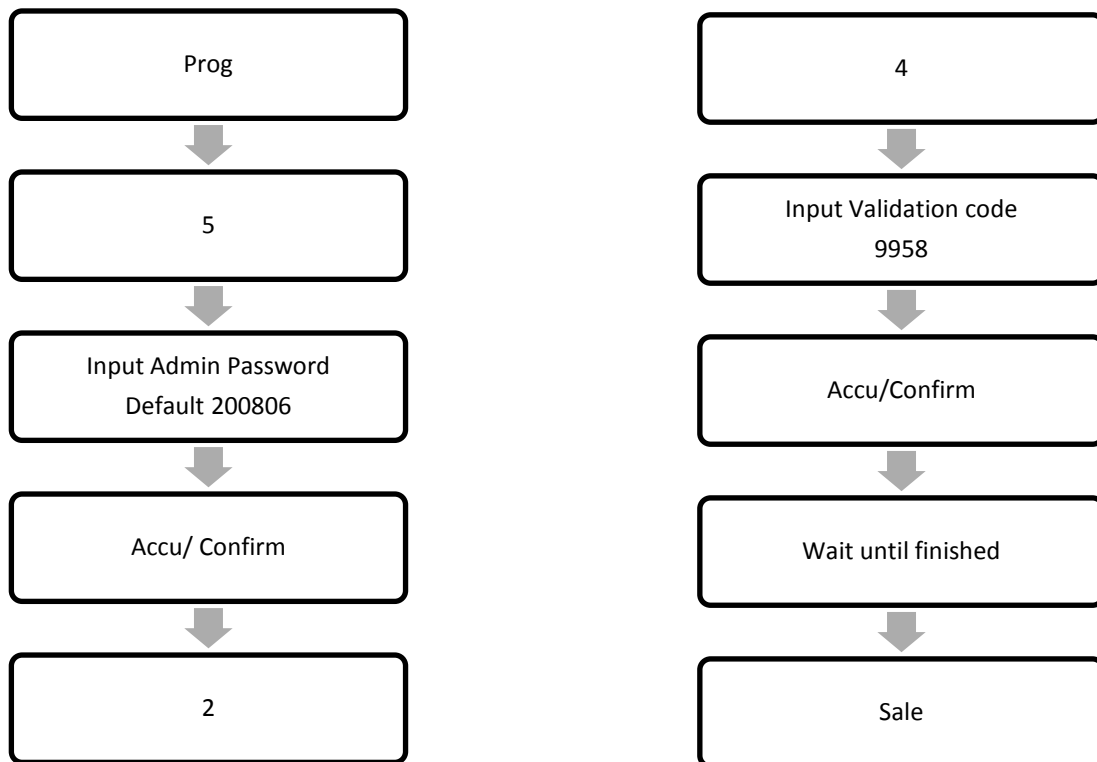 Prog
5
Input Admin Password
Default 200806
Accu/ Confirm
2
4
Input Validation code
9958
Accu/Confirm
Wait until finished
Sale